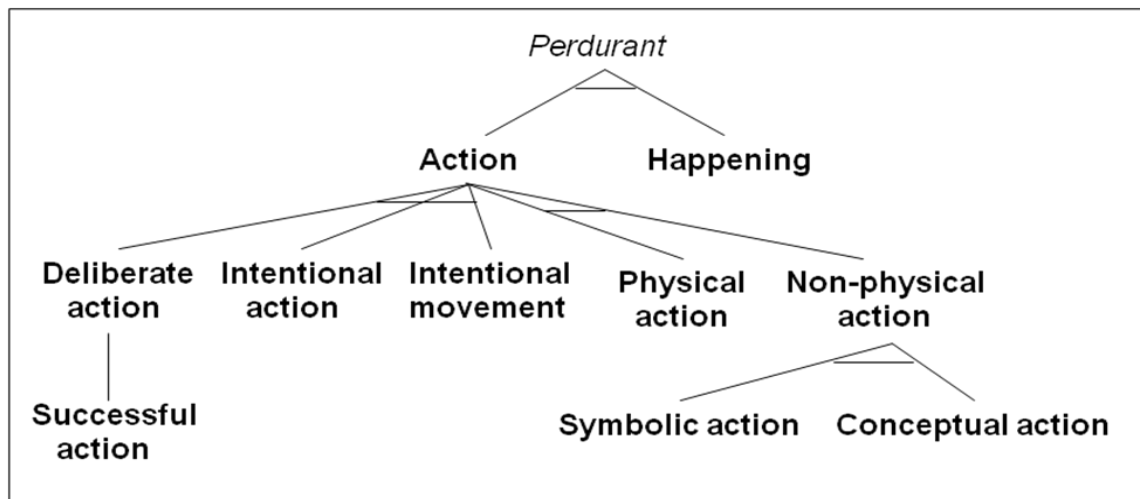 Perdurant
Action
Happening
Deliberate
action
Intentional
action
Intentional
movement
Physical
action
Non-physical
action
Successful
action
Symbolic action
Conceptual action